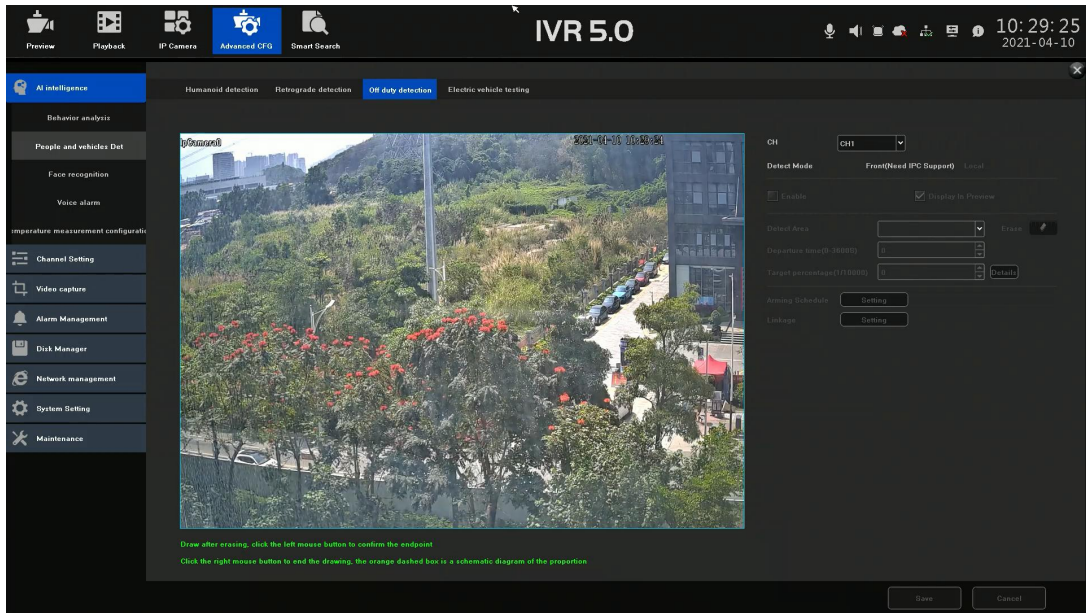 IVR 5.0
10:29:25
2021-04-10
Preview
Playback
IP Camera
Advanced CFG
Smart Search
AI intelligence
Behavior analysis
People and vehicles Det
Face recognition
Voice alarm
emperature measurement configuratio
Channel Setting
Video capture
Alarm Management
Disk Manager
Network management
System Setting
Maintenance
Humanoid detection Retrograde detection Off duty detection Electric vehicle testing
ipCamera0 2021-04-10 10:29:24
CH CH1
Detect Mode Front(Need IPC Support) Local
Enable Display In Preview
Detect Area Erase
Departure time(0-36000) 0
Target percentage(1/10000) 0 Details
Arming Schedule Setting
Linkage Setting
Draw after erasing, click the left mouse button to confirm the endpoint
Click the right mouse button to end the drawing, the orange dashed box is a schematic diagram of the proportion
Save Cancel